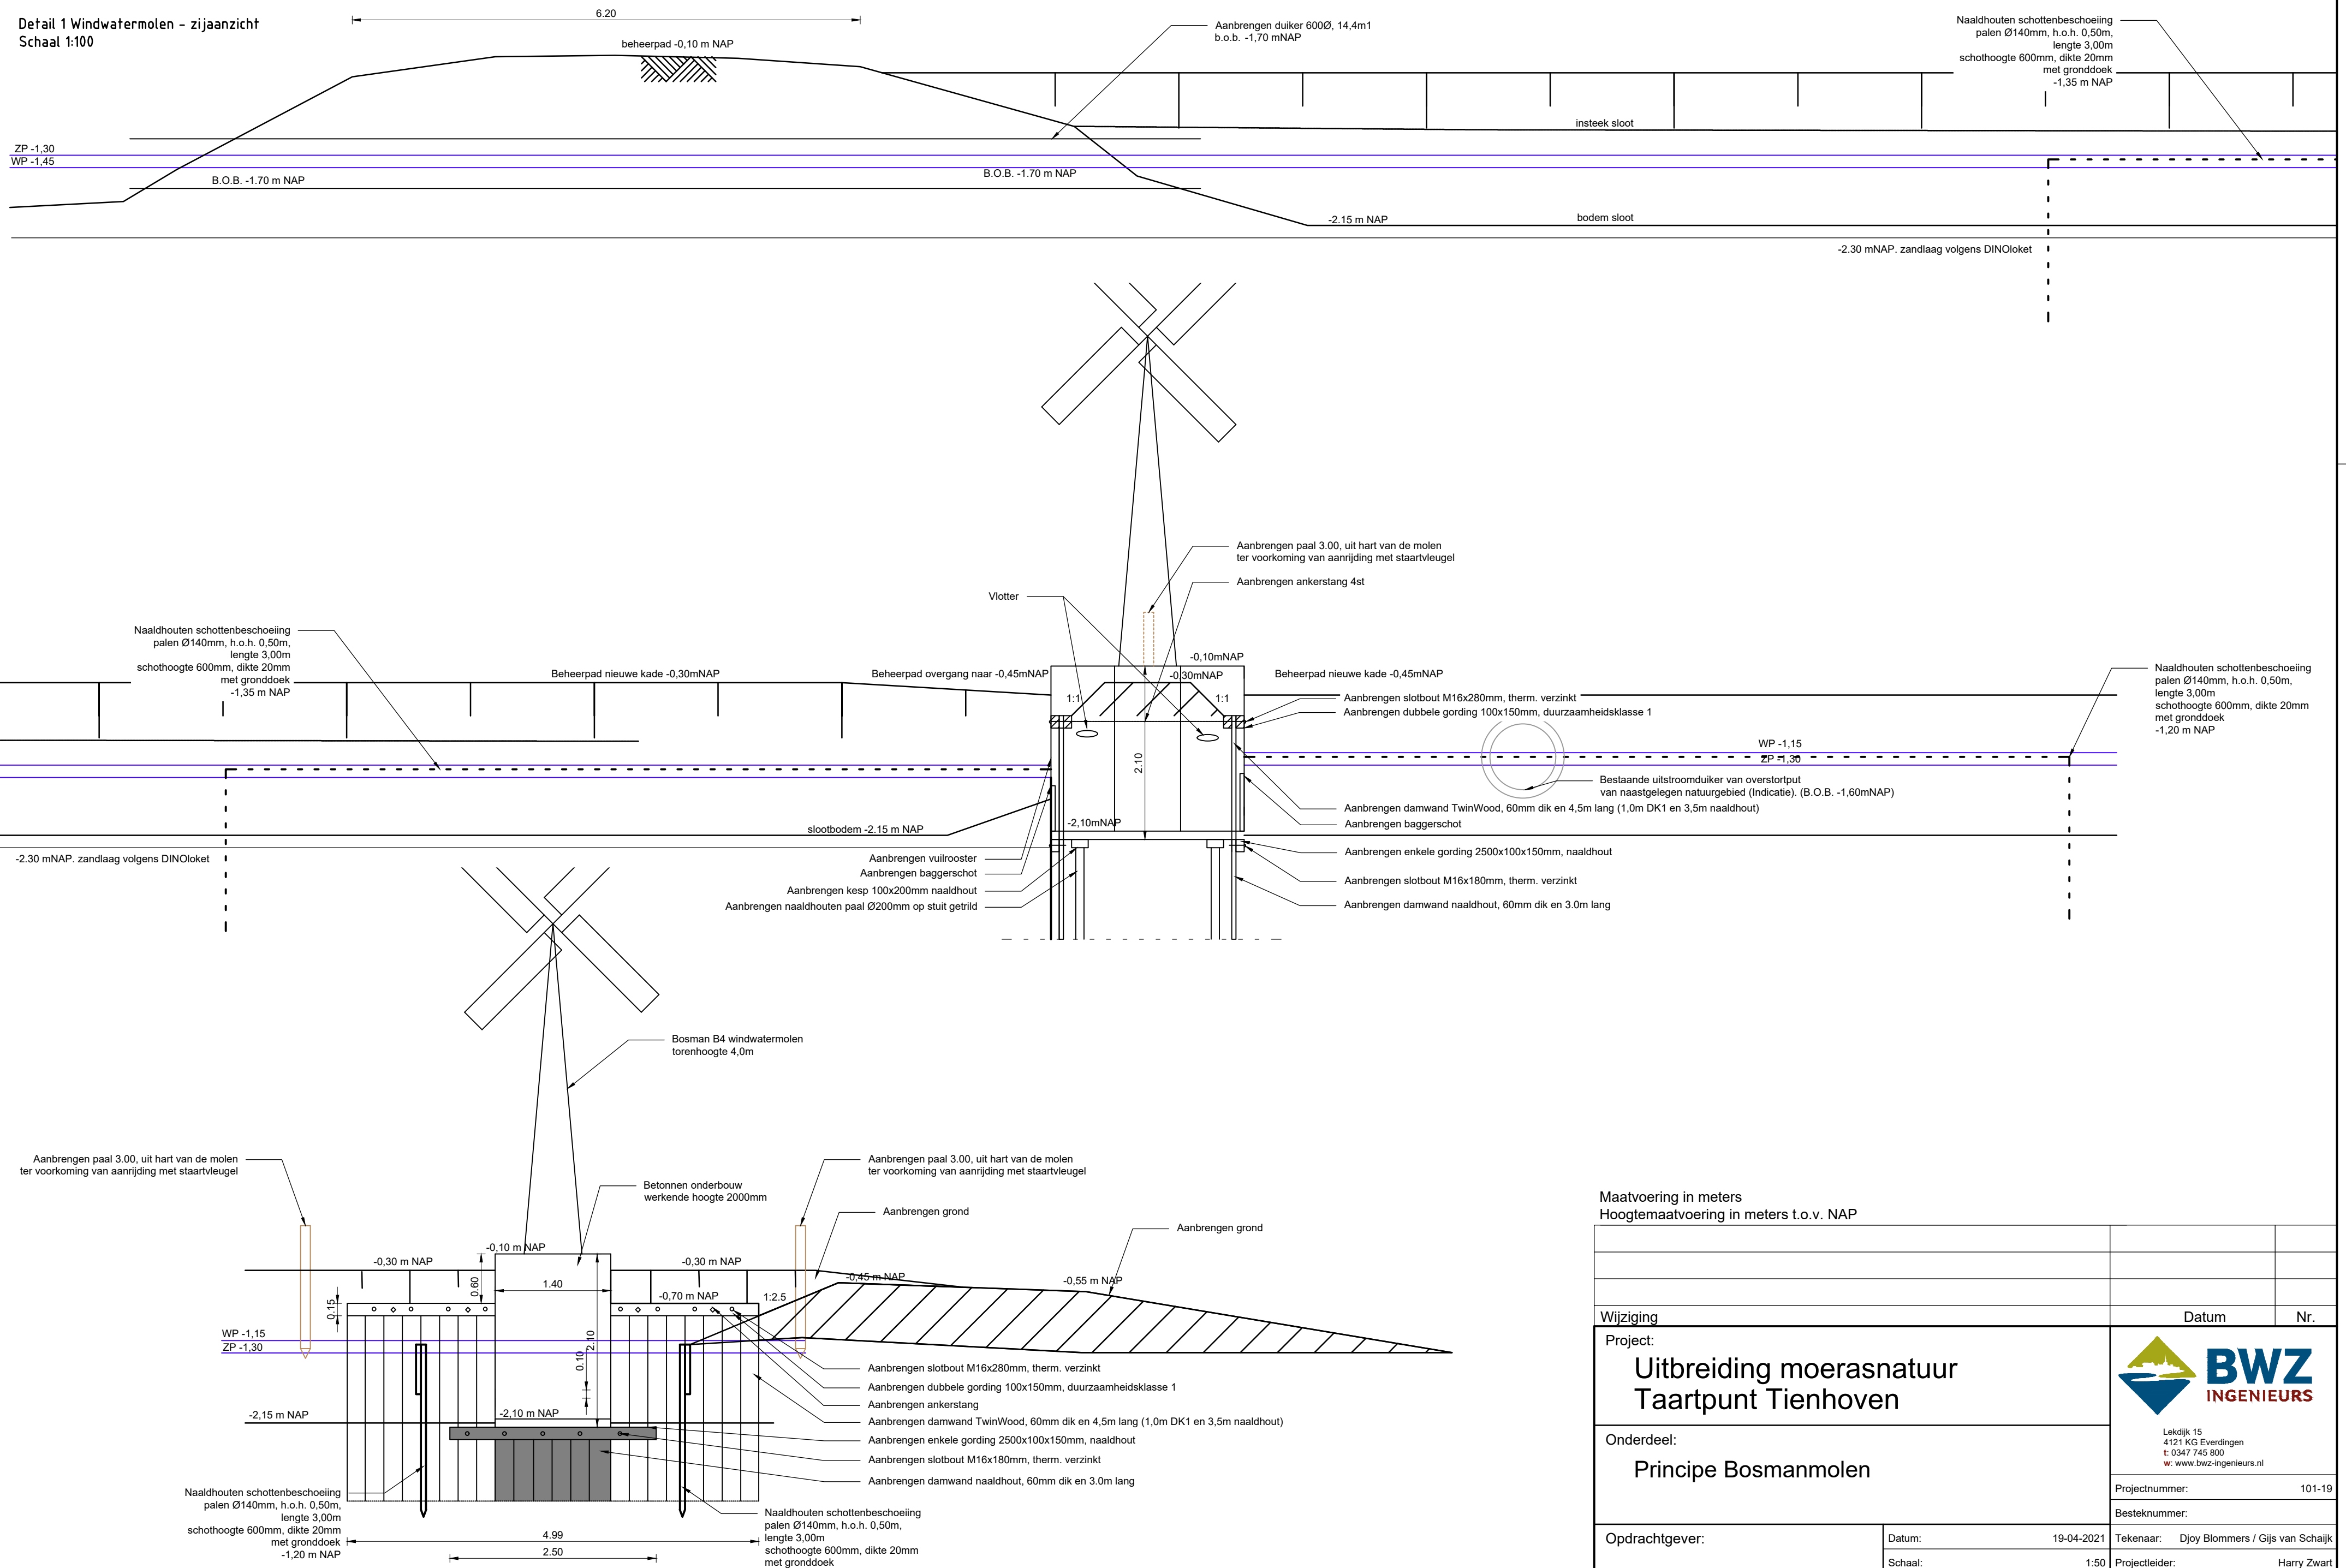 Detail 1 Windwatermolen - zijaanzicht
Schaal 1:100
6.20
beheerpad -0,10 m NAP
Aanbrengen duiker 600Ø, 14,4m1
b.o.b. -1,70 mNAP
Naaldhouten schottenbeschoeiing
palen Ø140mm, h.o.h. 0,50m,
lengte 3,00m
schothoogte 600mm, dikte 20mm
met gronddoek
-1,35 m NAP
insteek sloot
ZP -1,30
WP -1,45
B.O.B. -1.70 m NAP
B.O.B. -1.70 m NAP
-2.15 m NAP
bodem sloot
-2.30 mNAP. zandlaag volgens DINOloket
Aanbrengen paal 3.00, uit hart van de molen
ter voorkoming van aanrijding met staartvleugel
Aanbrengen ankerstang 4st
Vlotter
Naaldhouten schottenbeschoeiing
palen Ø140mm, h.o.h. 0,50m,
lengte 3,00m
schothoogte 600mm, dikte 20mm
met gronddoek
-1,35 m NAP
Beheerpad nieuwe kade -0,30mNAP
Beheerpad overgang naar -0,45mNAP
-0,10mNAP
-0,30mNAP
Beheerpad nieuwe kade -0,45mNAP
1:1
1:1
Aanbrengen slotbout M16x280mm, therm. verzinkt
Aanbrengen dubbele gording 100x150mm, duurzaamheidsklasse 1
Naaldhouten schottenbeschoeiing
palen Ø140mm, h.o.h. 0,50m,
lengte 3,00m
schothoogte 600mm, dikte 20mm
met gronddoek
-1,20 m NAP
2.10
WP -1,15
ZP -1,30
Bestaande uitstroomduiker van overstortput
van naastgelegen natuurgebied (Indicatie). (B.O.B. -1,60mNAP)
Aanbrengen damwand TwinWood, 60mm dik en 4,5m lang (1,0m DK1 en 3,5m naaldhout)
Aanbrengen baggerschot
slootbodem -2.15 m NAP
-2,10mNAP
-2.30 mNAP. zandlaag volgens DINOloket
Aanbrengen vuilrooster
Aanbrengen baggerschot
Aanbrengen kesp 100x200mm naaldhout
Aanbrengen naaldhouten paal Ø200mm op stuit getrild
Aanbrengen enkele gording 2500x100x150mm, naaldhout
Aanbrengen slotbout M16x180mm, therm. verzinkt
Aanbrengen damwand naaldhout, 60mm dik en 3.0m lang
Bosman B4 windwatermolen
torenhoogte 4,0m
Aanbrengen paal 3.00, uit hart van de molen
ter voorkoming van aanrijding met staartvleugel
Aanbrengen paal 3.00, uit hart van de molen
ter voorkoming van aanrijding met staartvleugel
Betonnen onderbouw
werkende hoogte 2000mm
Aanbrengen grond
Aanbrengen grond
-0,10 m NAP
-0,30 m NAP
-0,30 m NAP
-0,45 m NAP
-0,55 m NAP
0.60
1.40
-0,70 m NAP
1:2.5
0.15
WP -1,15
ZP -1,30
2.10
0.10
-2,15 m NAP
-2,10 m NAP
Aanbrengen slotbout M16x280mm, therm. verzinkt
Aanbrengen dubbele gording 100x150mm, duurzaamheidsklasse 1
Aanbrengen ankerstang
Aanbrengen damwand TwinWood, 60mm dik en 4,5m lang (1,0m DK1 en 3,5m naaldhout)
Aanbrengen enkele gording 2500x100x150mm, naaldhout
Aanbrengen slotbout M16x180mm, therm. verzinkt
Aanbrengen damwand naaldhout, 60mm dik en 3.0m lang
Naaldhouten schottenbeschoeiing
palen Ø140mm, h.o.h. 0,50m,
lengte 3,00m
schothoogte 600mm, dikte 20mm
met gronddoek
-1,20 m NAP
Naaldhouten schottenbeschoeiing
palen Ø140mm, h.o.h. 0,50m,
lengte 3,00m
schothoogte 600mm, dikte 20mm
met gronddoek
4.99
2.50
Maatvoering in meters
Hoogtemaatvoering in meters t.o.v. NAP
Wijziging
Datum
Nr.
Project:
Uitbreiding moerasnatuur
Taartpunt Tienhoven
BWZ
INGENIEURS
Lekdijk 15
4121 KG Everdingen
t: 0347 745 800
w: www.bwz-ingenieurs.nl
Onderdeel:
Principe Bosmanmolen
Projectnummer: 101-19
Besteknummer:
Opdrachtgever:
Datum: 19-04-2021
Tekenaar: Djoy Blommers / Gijs van Schaijk
Schaal: 1:50
Projectleider: Harry Zwart